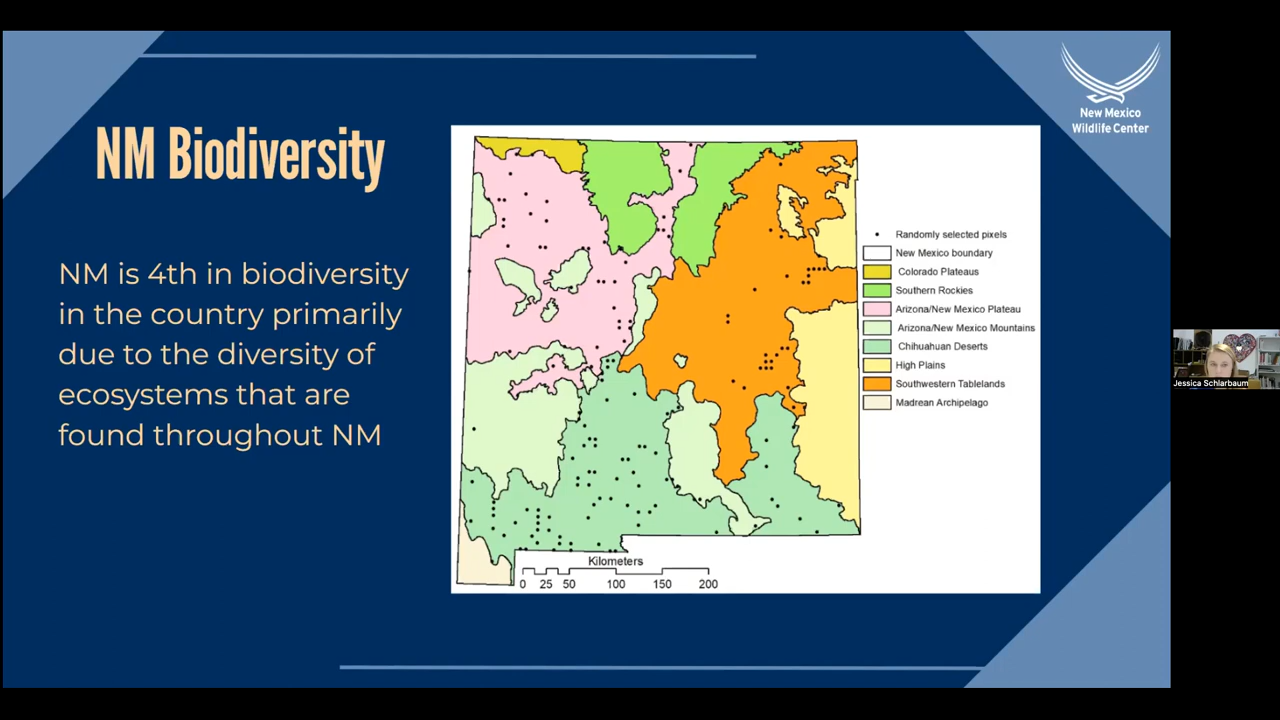 New Mexico
Wildlife Center
NM Biodiversity
NM is 4th in biodiversity
in the country primarily
due to the diversity of
ecosystems that are
found throughout NM
Randomly selected pixels
New Mexico boundary
Colorado Plateaus
Southern Rockies
Arizona/New Mexico Plateau
Arizona/New Mexico Mountains
Chihuahuan Deserts
High Plains
Southwestern Tablelands
Madrean Archipelago
Kilometers
0 25 50 100 150 200
Jessica Schlarbaum